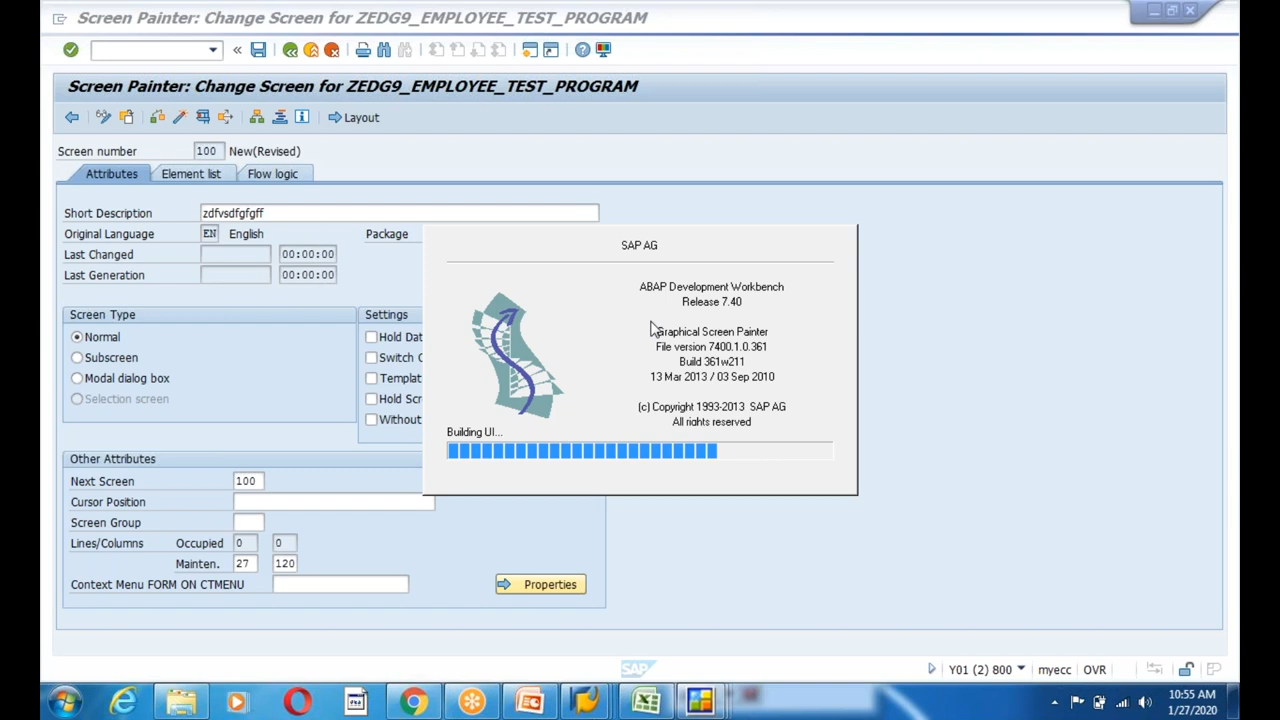 Screen Painter: Change Screen for ZEDG9_EMPLOYEE_TEST_PROGRAM
Screen Painter: Change Screen for ZEDG9_EMPLOYEE_TEST_PROGRAM
Layout
Screen number 100 New(Revised)
Attributes Element list Flow logic
Short Description zdfvsdfgfgff
Original Language EN English Package
Last Changed 00:00:00
Last Generation 00:00:00
Screen Type
Normal
Subscreen
Modal dialog box
Selection screen
Settings
Hold Dat
Switch
Templat
Hold Scr
Without
SAP AG
ABAP Development Workbench
Release 7.40
Graphical Screen Painter
File version 7400.1.0.361
Build 361w211
13 Mar 2013 / 03 Sep 2010
(c) Copyright 1993-2013 SAP AG
All rights reserved
Building UI...
Other Attributes
Next Screen 100
Cursor Position
Screen Group
Lines/Columns Occupied 0 0
Mainten. 27 120
Context Menu FORM ON CTMENU
Properties
SAP
Y01 (2) 800 myecc OVR
10:55 AM
1/27/2020